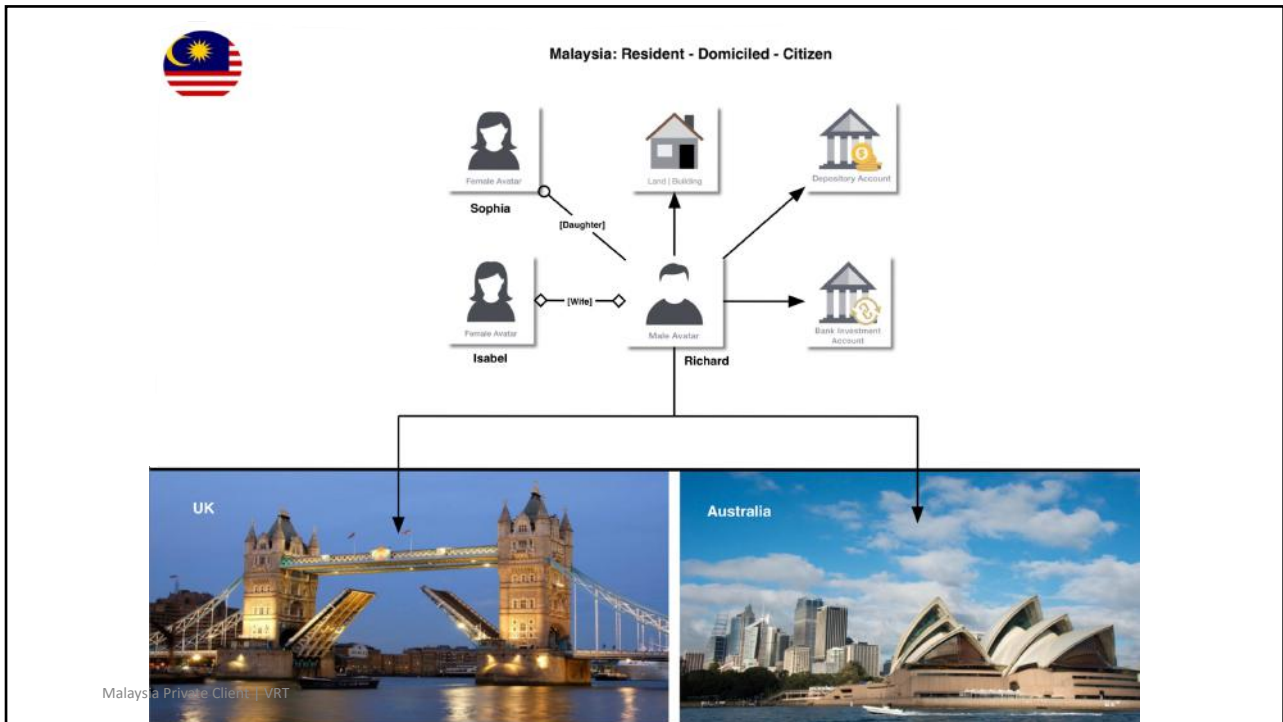 Malaysia: Resident - Domiciled - Citizen
Female Avatar
Sophia
Land | Building
Depository Account
[Daughter]
Female Avatar
Isabel
[Wife]
Male Avatar
Richard
Bank Investment
Account
UK
Australia
Malaysia Private Client | VRT